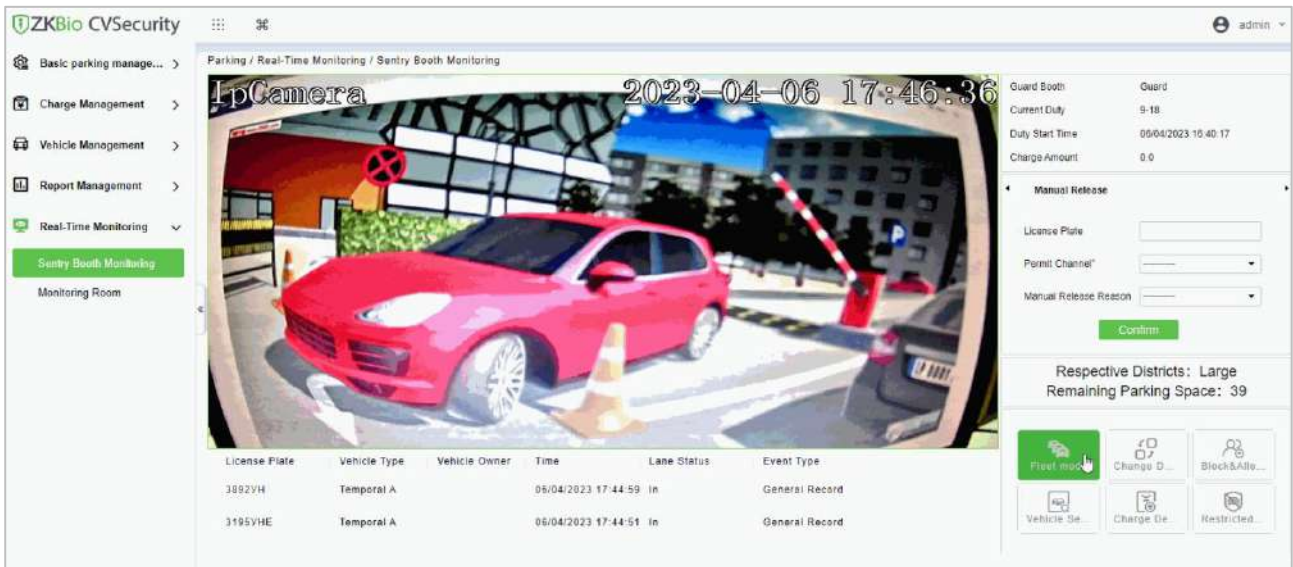 ZKBio CVSecurity
admin
Basic parking manage...
Charge Management
Vehicle Management
Report Management
Real-Time Monitoring
Sentry Booth Monitoring
Monitoring Room
Parking / Real-Time Monitoring / Sentry Booth Monitoring
IpCamera 2023-04-06 17:46:36
P
Guard Booth Guard
Current Duty 9-18
Duty Start Time 06/04/2023 16:40:17
Charge Amount 0.0
Manual Release
License Plate
Permit Channel*
Manual Release Reason
Confirm
Respective Districts: Large
Remaining Parking Space: 39
Fleet mod
Change D...
Block&Allo...
Vehicle Se...
Charge De...
Restricted...
License Plate Vehicle Type Vehicle Owner Time Lane Status Event Type
3892УН Temporal A 06/04/2023 17:44:59 In General Record
3195УНЕ Temporal A 06/04/2023 17:44:51 In General Record